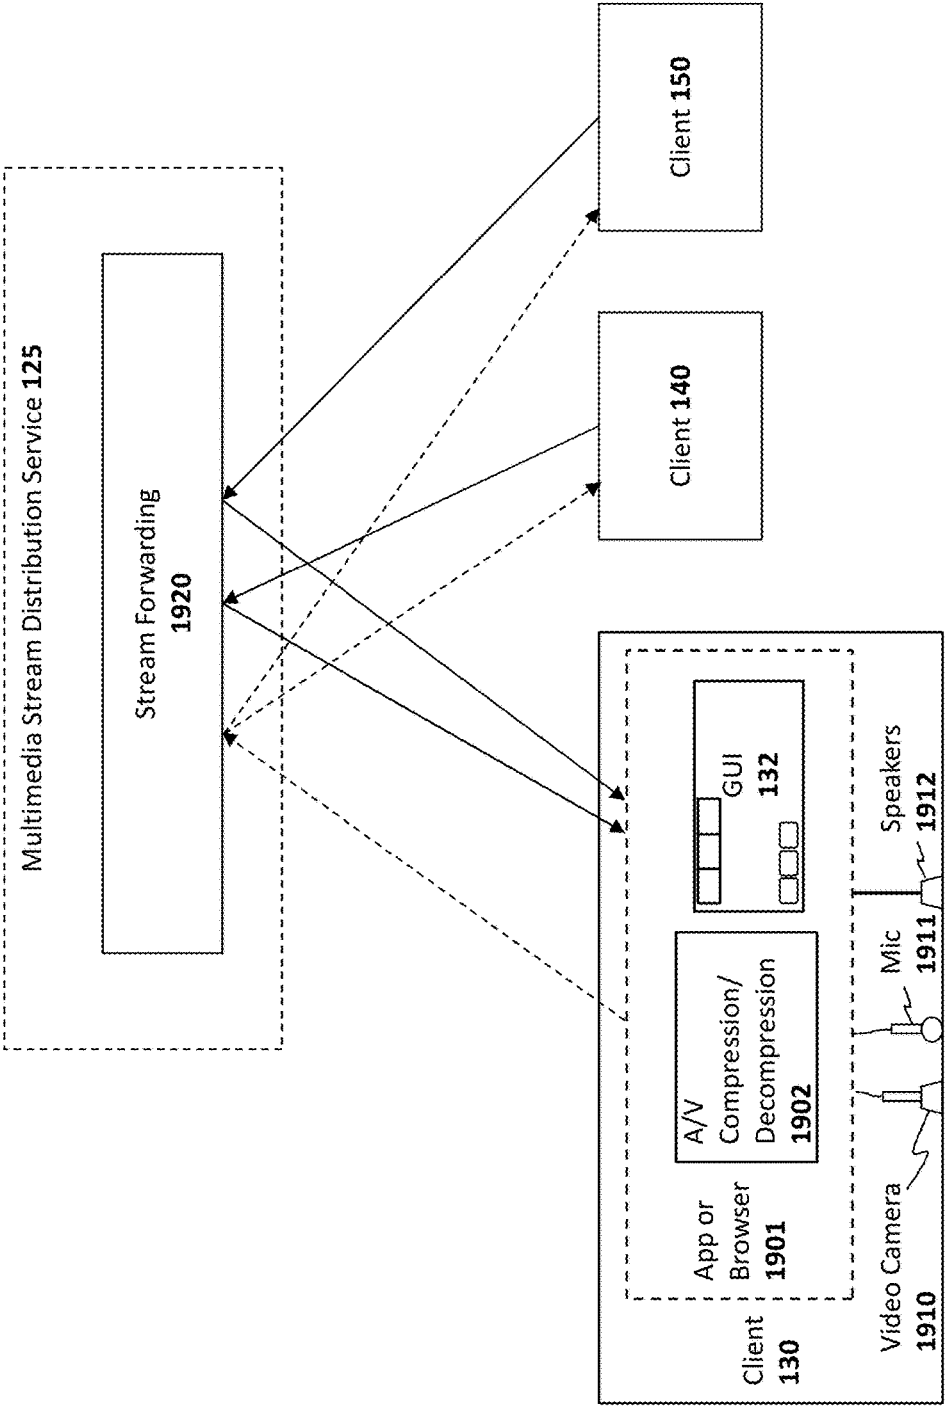 Multimedia Stream Distribution Service 125
Stream Forwarding
1920
Client
130
App or
Browser
1901
A/V
Compression/
Decompression
1902
GUI
132
Video Camera
1910
Mic
1911
Speakers
1912
Client 140
Client 150